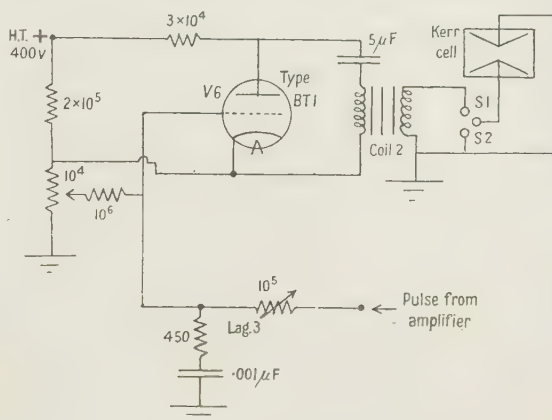 H.T. +
400v
3×10⁴
5μF
Kerr
cell
2×10⁵
V6
Type
BT1
S1
S2
Coil 2
10⁴
10⁶
10⁵
Lag.3
Pulse from
amplifier
450
·001μF